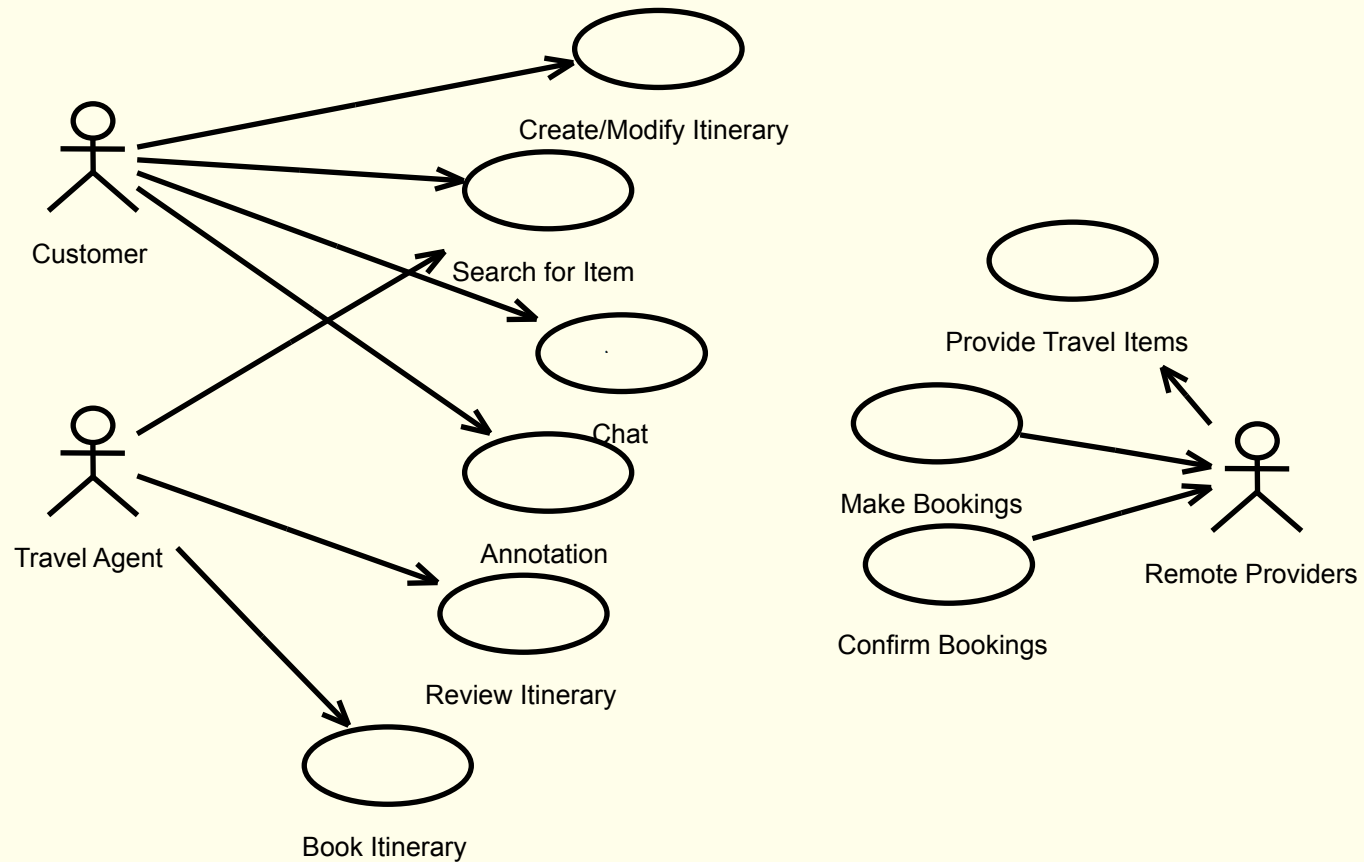 Create/Modify Itinerary
Customer
Search for Item
Provide Travel Items
Chat
Make Bookings
Travel Agent
Annotation
Remote Providers
Confirm Bookings
Review Itinerary
Book Itinerary